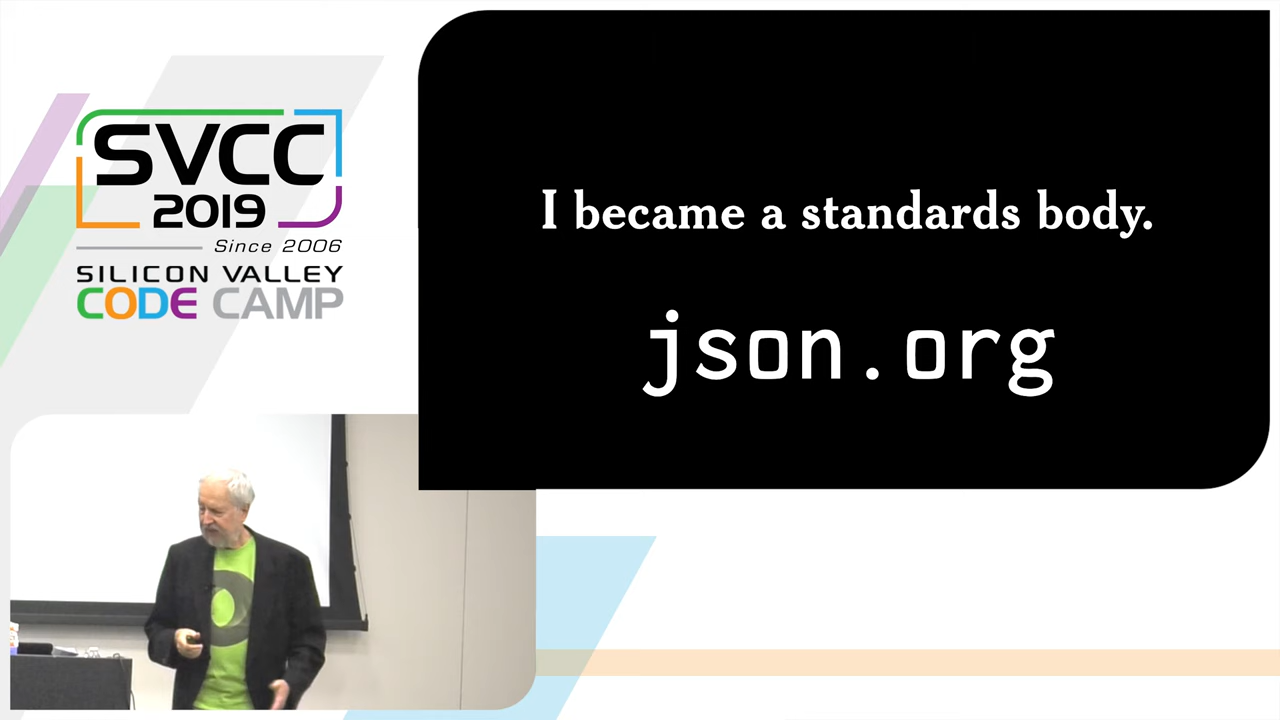 SVCC
2019
Since 2006
SILICON VALLEY
CODE CAMP
I became a standards body.
json.org